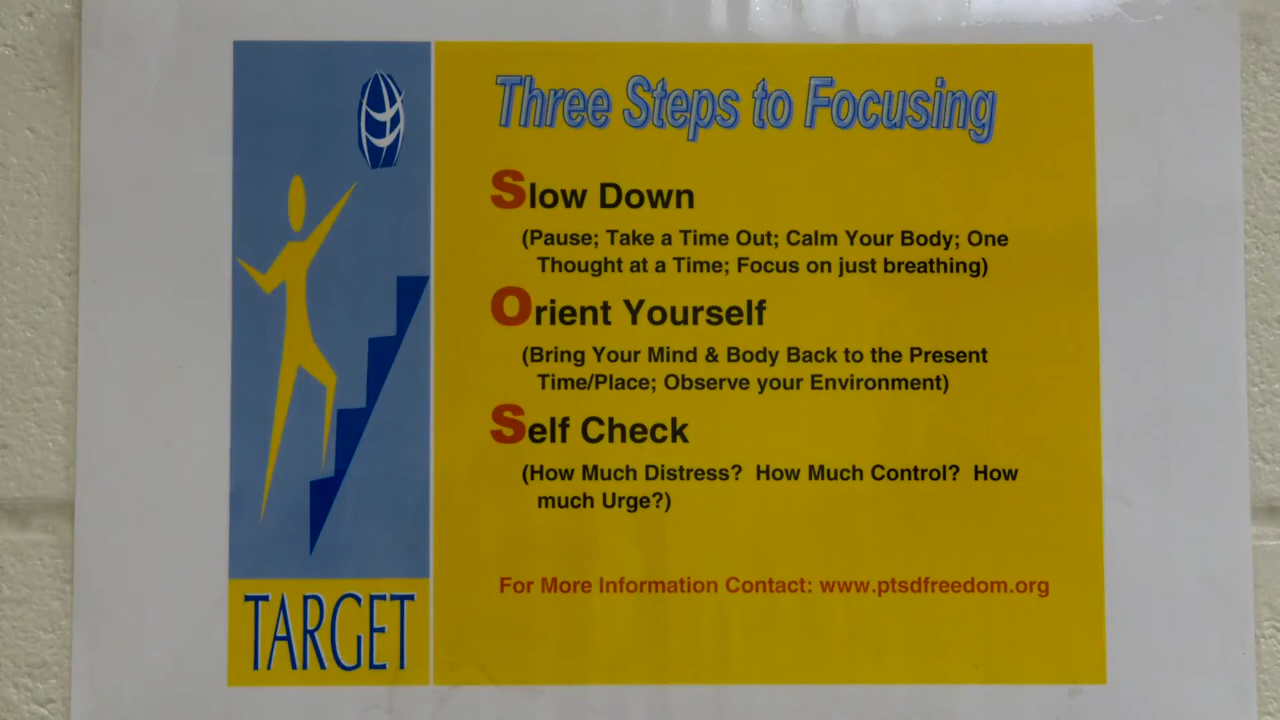 Three Steps to Focusing
Slow Down
(Pause; Take a Time Out; Calm Your Body; One
Thought at a Time; Focus on just breathing)
Orient Yourself
(Bring Your Mind & Body Back to the Present
Time/Place; Observe your Environment)
Self Check
(How Much Distress?  How Much Control?  How
much Urge?)
For More Information Contact: www.ptsdfreedom.org
TARGET